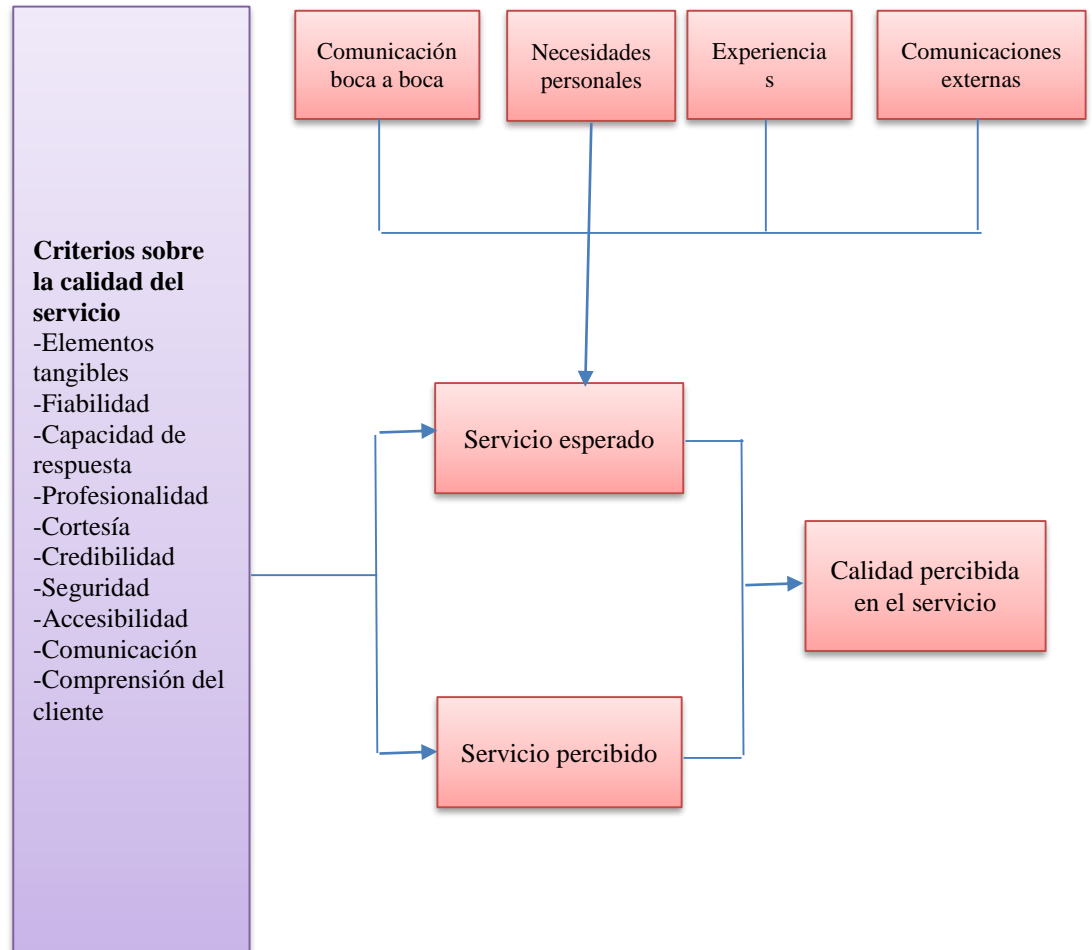 Comunicación
boca a boca
Necesidades
personales
Experiencia
s
Comunicaciones
externas
Criterios sobre
la calidad del
servicio
-Elementos
tangibles
-Fiabilidad
-Capacidad de
respuesta
-Profesionalidad
-Cortesía
-Credibilidad
-Seguridad
-Accesibilidad
-Comunicación
-Comprensión del
cliente
Servicio esperado
Servicio percibido
Calidad percibida
en el servicio